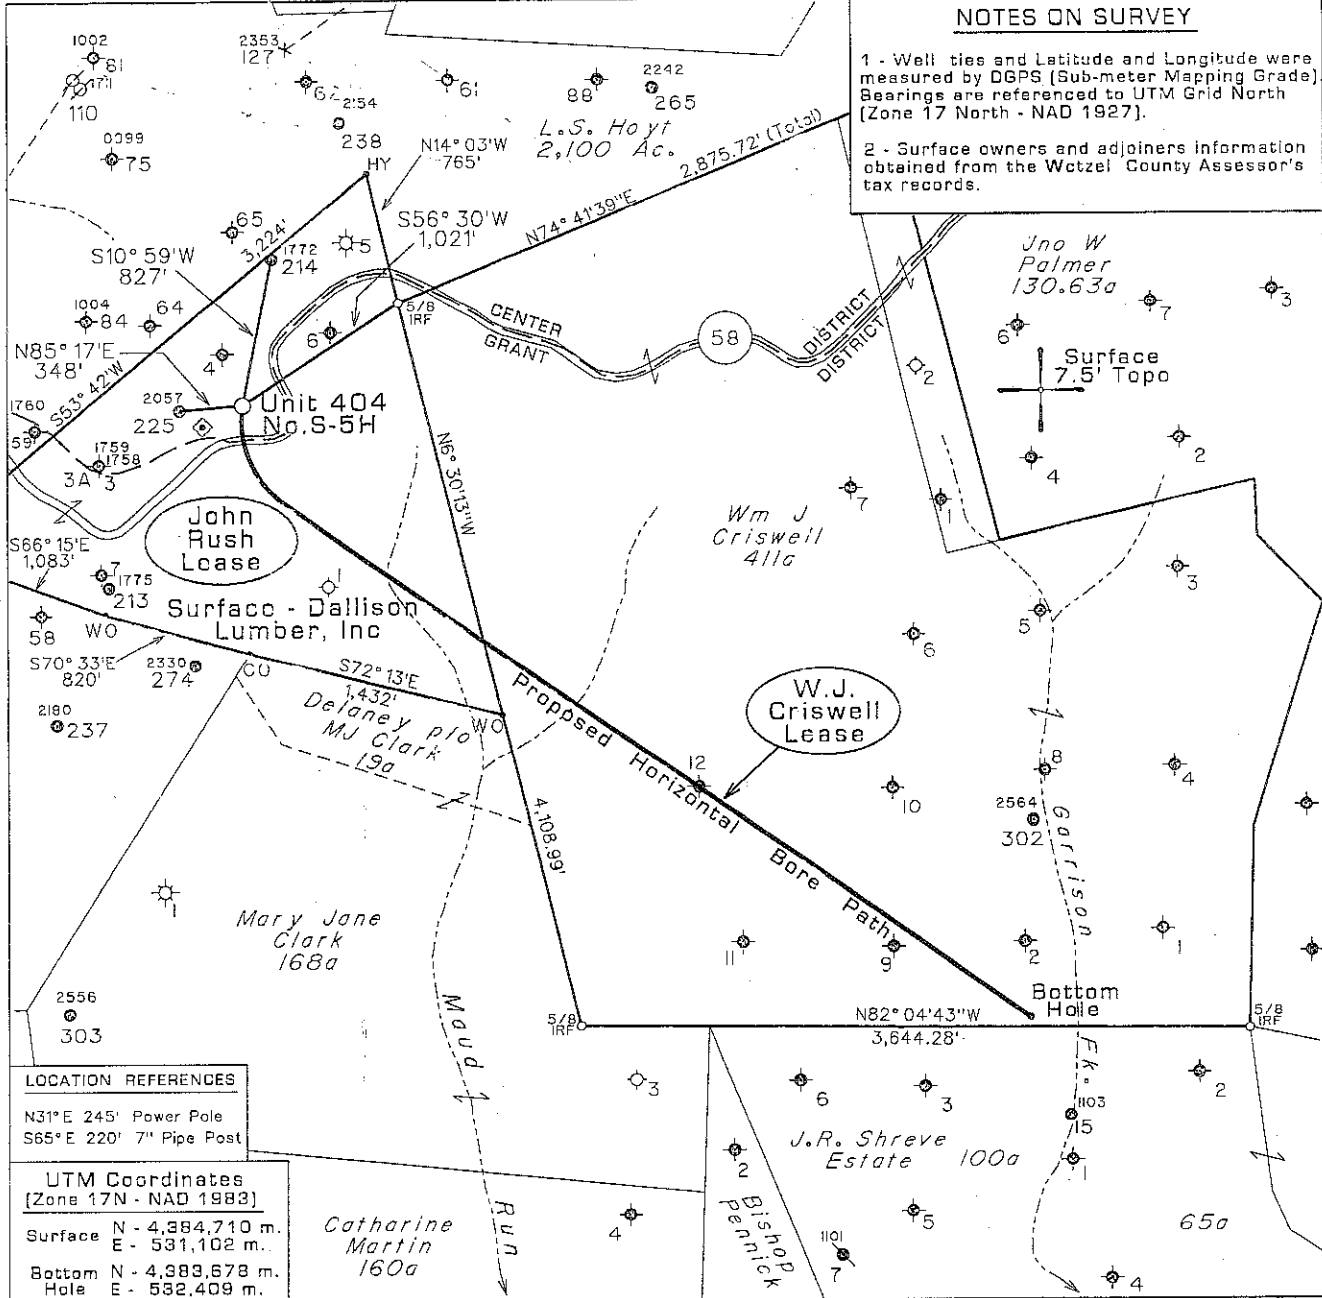 NOTES ON SURVEY
1 - Well ties and Latitude and Longitude were
measured by DGPS (Sub-meter Mapping Grade)
Bearings are referenced to UTM Grid North
(Zone 17 North - NAD 1927).
2 - Surface owners and adjoiners information
obtained from the Wetzel County Assessor's
tax records.
1002
61
2353
127
110
62
2154
238
61
88
2242
265
L.S. Hoyt
2,100 Ac.
0099
75
HY
N14° 03'W
765'
2,875.72' (Total)
N74° 41'39"E
65
3,224'
5
S56° 30'W
1,021'
S10° 59'W
827'
1772
214
Jno W
Palmer
130.63a
3
7
6
1004
84
64
4
6
5/8
IRF
CENTER
GRANT
58
DISTRICT
DISTRICT
2
Surface
7.5' Topo
N85° 17'E
348'
S53° 42'W
2057
225
Unit 404
No.S-5H
1760
59
1759
1758
3A
3
N6° 30'13"W
2
4
7
1
Wm J
Criswell
411a
John
Rush
Lease
S66° 15'E
1,083'
7
1775
213
1
3
58
WO
Surface - Dallison
Lumber, Inc
5
6
S70° 33'E
820'
2330
274
CO
S72° 13'E
1,432'
Delaney p/o
MJ Clark
19a
WO
2180
237
Proposed Horizontal Bore Path
W.J.
Criswell
Lease
12
10
8
4
2564
302
4,108.99'
Garrison Fk.
1
Mary Jane
Clark
168a
11
9
2
1
2556
303
Maud Run
5/8
IRF
N82° 04'43"W
3,644.28'
Bottom
Hole
5/8
IRF
LOCATION REFERENCES
N31°E 245' Power Pole
S65°E 220' 7" Pipe Post
3
6
3
2
1103
15
J.R. Shreve
Estate 100a
2
1
UTM Coordinates
(Zone 17N - NAD 1983)
Surface N - 4,384,710 m.
E - 531,102 m.
Bottom N - 4,383,678 m.
Hole E - 532,409 m.
Catharine
Martin
160a
4
Bishop
Pennick
1101
7
5
65a
4